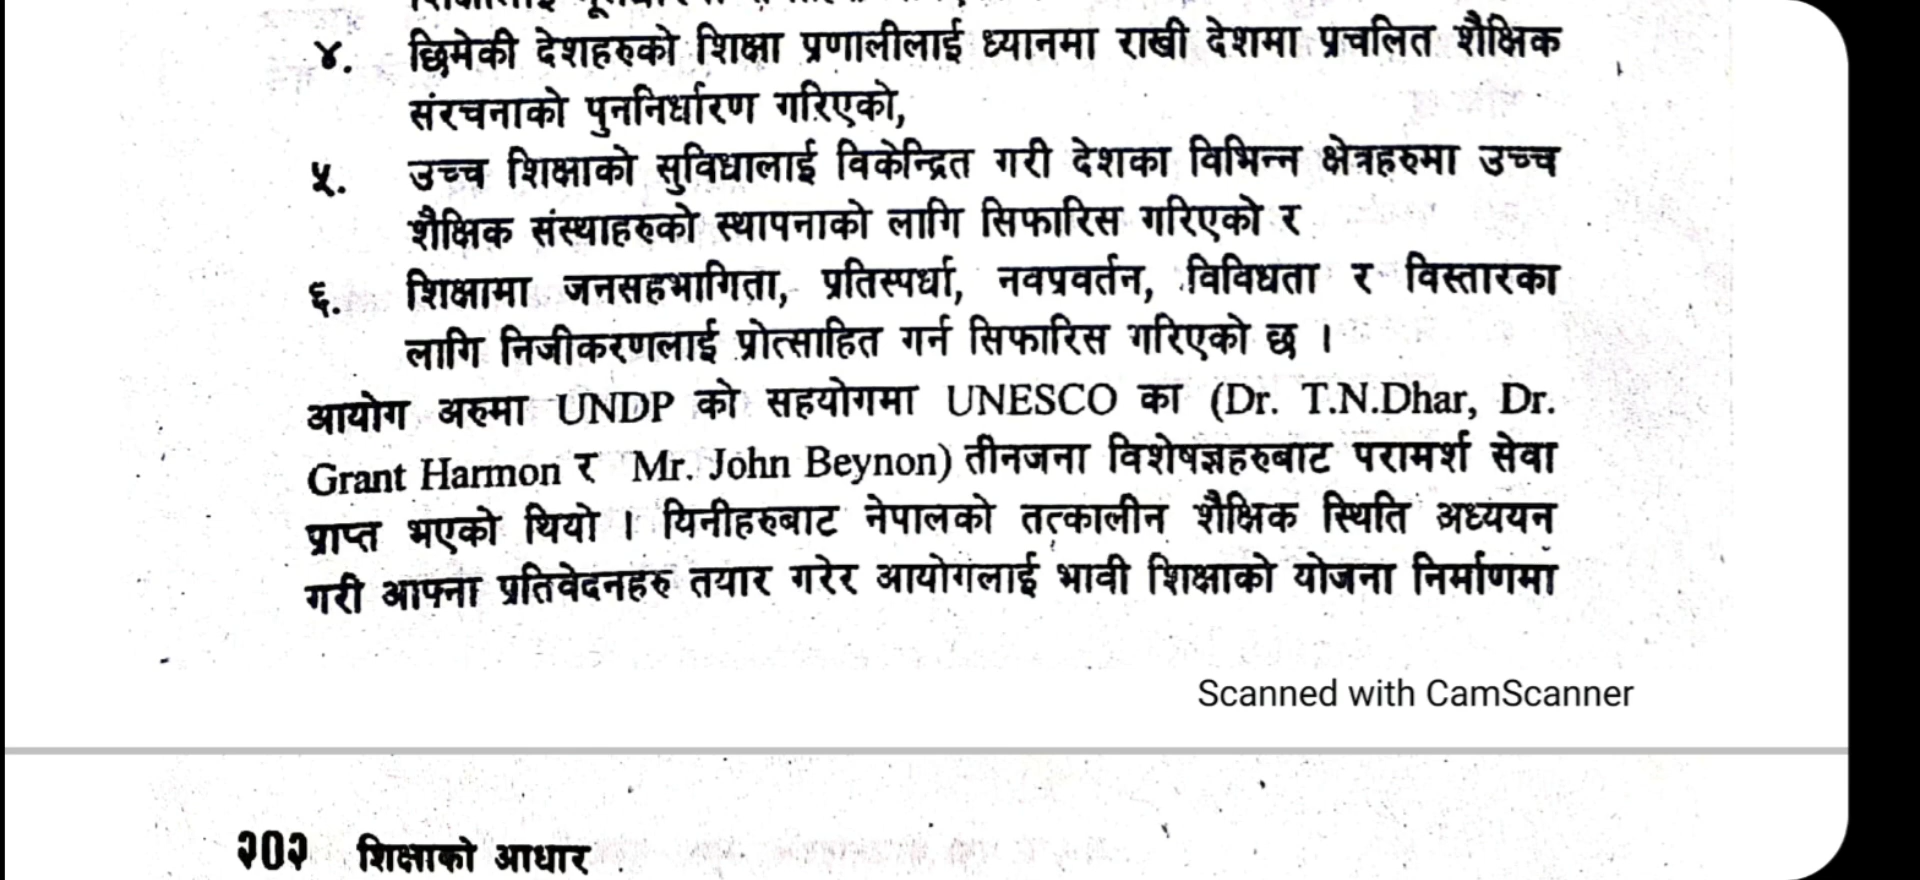 ४. छिमेकी देशहरुको शिक्षा प्रणालीलाई ध्यानमा राखी देशमा प्रचलित शैक्षिक
संरचनाको पुननिर्धारण गरिएको,
५. उच्च शिक्षाको सुविधालाई विकेन्द्रित गरी देशका विभिन्न क्षेत्रहरुमा उच्च
शैक्षिक संस्थाहरुको स्थापनाको लागि सिफारिस गरिएको र
६. शिक्षामा जनसहभागिता, प्रतिस्पर्धा, नवप्रवर्तन, विविधता र विस्तारका
लागि निजीकरणलाई प्रोत्साहित गर्न सिफारिस गरिएको छ ।
आयोग अरुमा UNDP को सहयोगमा UNESCO का (Dr. T.N.Dhar, Dr.
Grant Harmon र Mr. John Beynon) तीनजना विशेषज्ञहरुबाट परामर्श सेवा
प्राप्त भएको थियो । यिनीहरुबाट नेपालको तत्कालीन शैक्षिक स्थिति अध्ययन
गरी आफ्ना प्रतिवेदनहरु तयार गरेर आयोगलाई भावी शिक्षाको योजना निर्माणमा
Scanned with CamScanner
२०२ शिक्षाको आधार